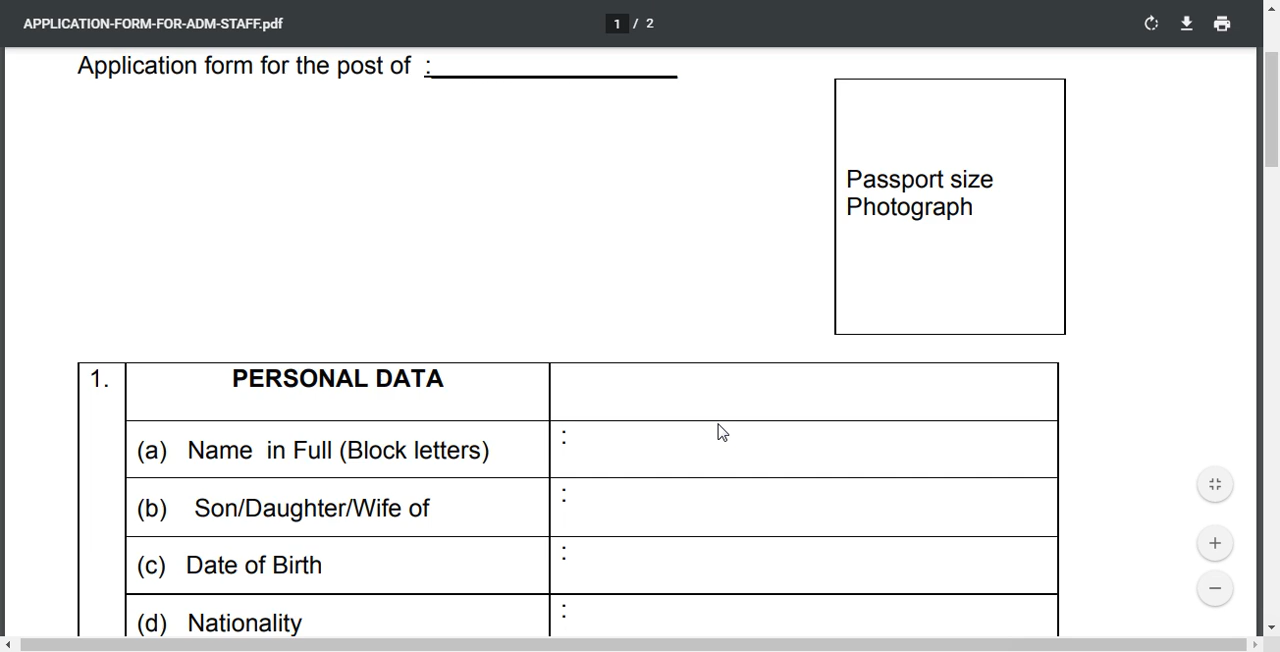 APPLICATION-FORM-FOR-ADM-STAFF.pdf 1 / 2
Application form for the post of :
Passport size
Photograph
1. PERSONAL DATA
(a) Name in Full (Block letters) :
(b) Son/Daughter/Wife of :
(c) Date of Birth :
(d) Nationality :